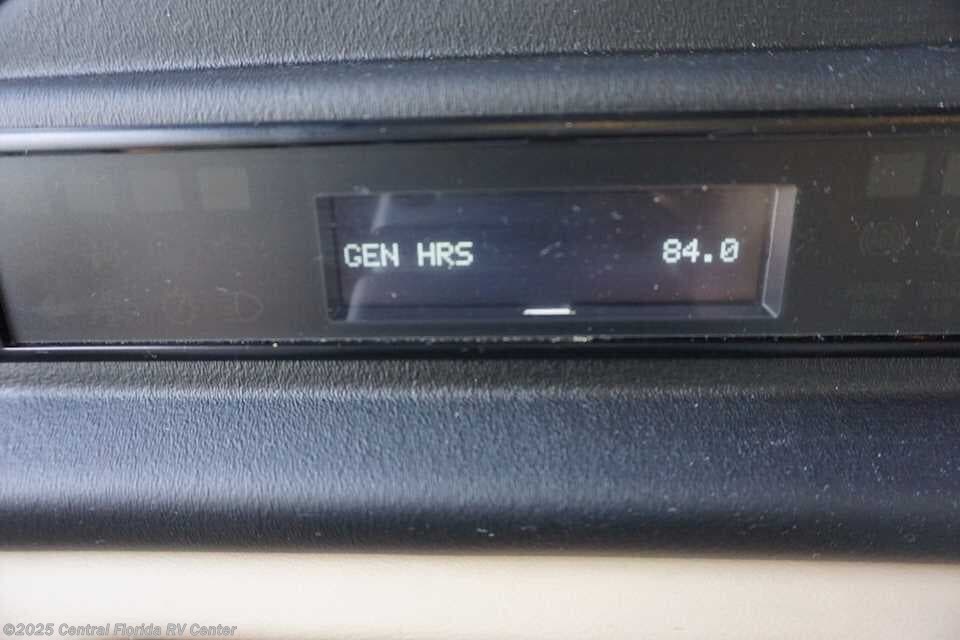 GEN HRS 84.0
©2025 Central Florida RV Center